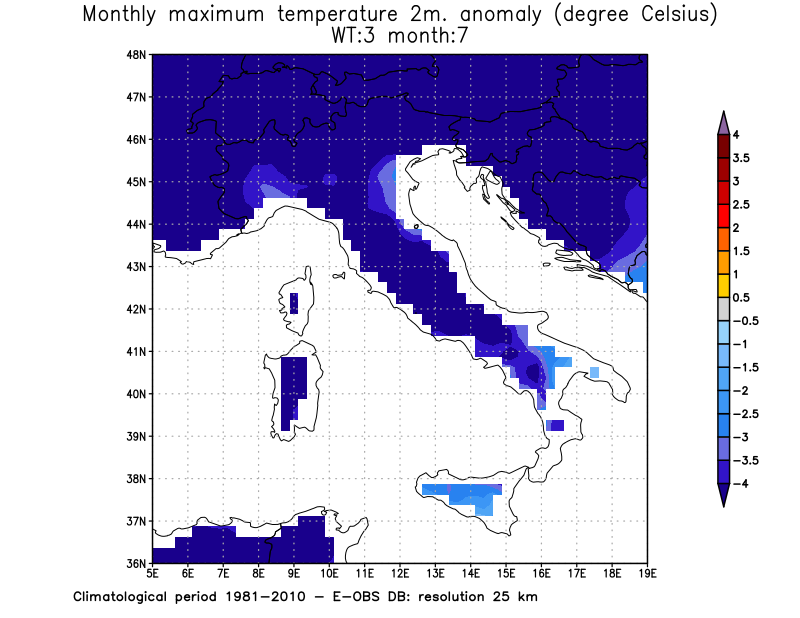 Monthly maximum temperature 2m. anomaly (degree Celsius)
WT:3 month:7
48N
47N
46N
45N
44N
43N
42N
41N
40N
39N
38N
37N
36N
5E 6E 7E 8E 9E 10E 11E 12E 13E 14E 15E 16E 17E 18E 19E
4
3.5
3
2.5
2
1.5
1
0.5
−0.5
−1
−1.5
−2
−2.5
−3
−3.5
−4
Climatological period 1981−2010 − E−OBS DB: resolution 25 km